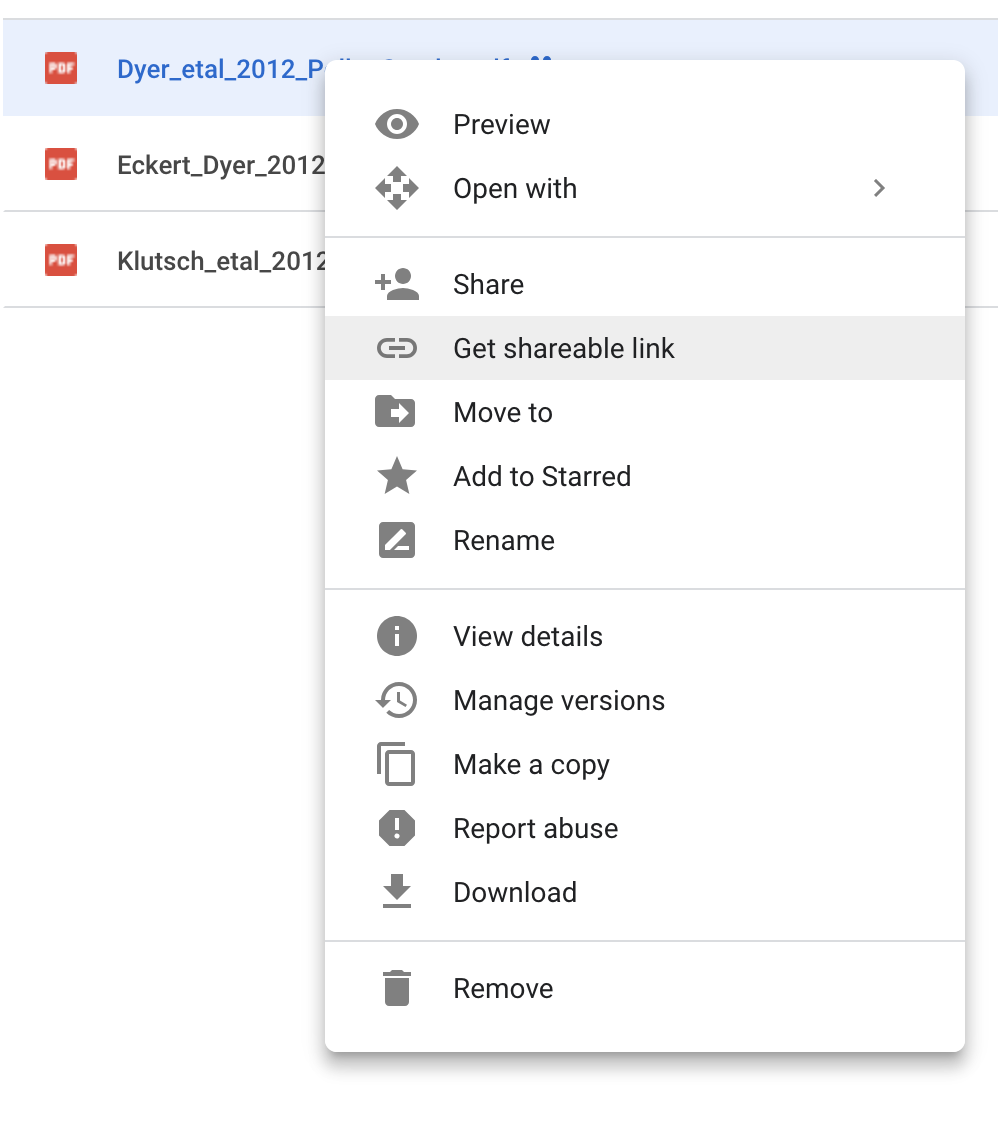 PDF Dyer_etal_2012_P
PDF Eckert_Dyer_2012
PDF Klutsch_etal_2012
Preview
Open with
Share
Get shareable link
Move to
Add to Starred
Rename
View details
Manage versions
Make a copy
Report abuse
Download
Remove